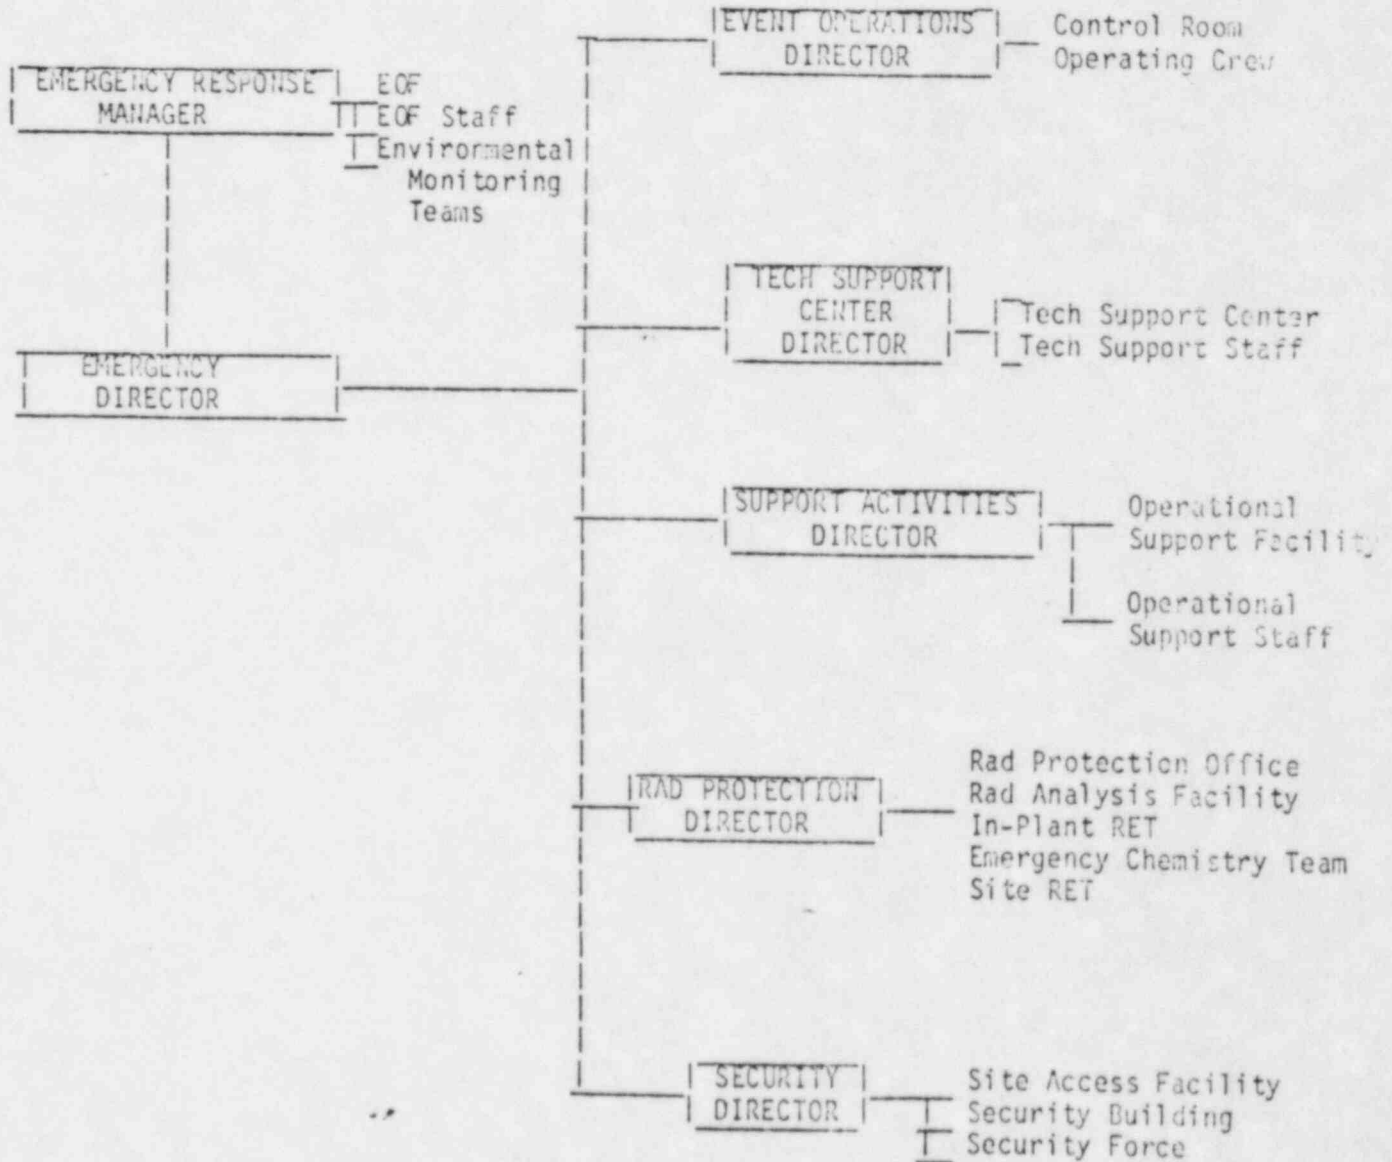 EMERGENCY RESPONSE
MANAGER
EOF
EOF Staff
Environmental
Monitoring
Teams
EMERGENCY
DIRECTOR
EVENT OPERATIONS
DIRECTOR
Control Room
Operating Crew
TECH SUPPORT
CENTER
DIRECTOR
Tech Support Center
Tech Support Staff
SUPPORT ACTIVITIES
DIRECTOR
Operational
Support Facility
Operational
Support Staff
RAD PROTECTION
DIRECTOR
Rad Protection Office
Rad Analysis Facility
In-Plant RET
Emergency Chemistry Team
Site RET
SECURITY
DIRECTOR
Site Access Facility
Security Building
Security Force